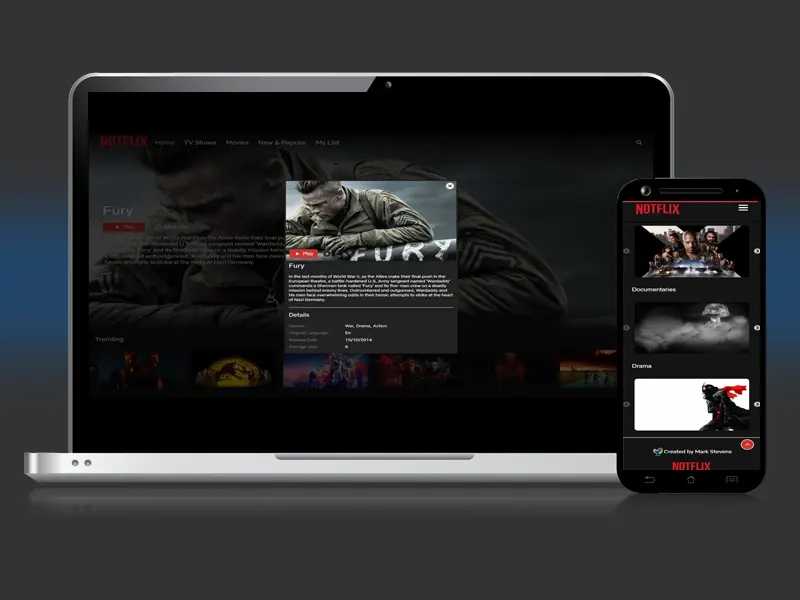 NOTFLIX
Home TV Shows Movies New & Popular My List
Fury
Play
Trending
FURY
Play
Fury
In the last months of World War II, as the Allies make their final push in the
European theatre, a battle-hardened U.S. Army sergeant named 'Wardaddy'
commands a Sherman tank called 'Fury' and its five-man crew on a deadly
mission behind enemy lines. Outnumbered and outgunned, Wardaddy and
his men face overwhelming odds in their heroic attempts to strike at the heart
of Nazi Germany.
Details
Genres: War, Drama, Action
Original Language: En
Release Date: 15/10/2014
Average Vote: 8
NOTFLIX
Documentaries
Drama
Created by Mark Stevens
NOTFLIX